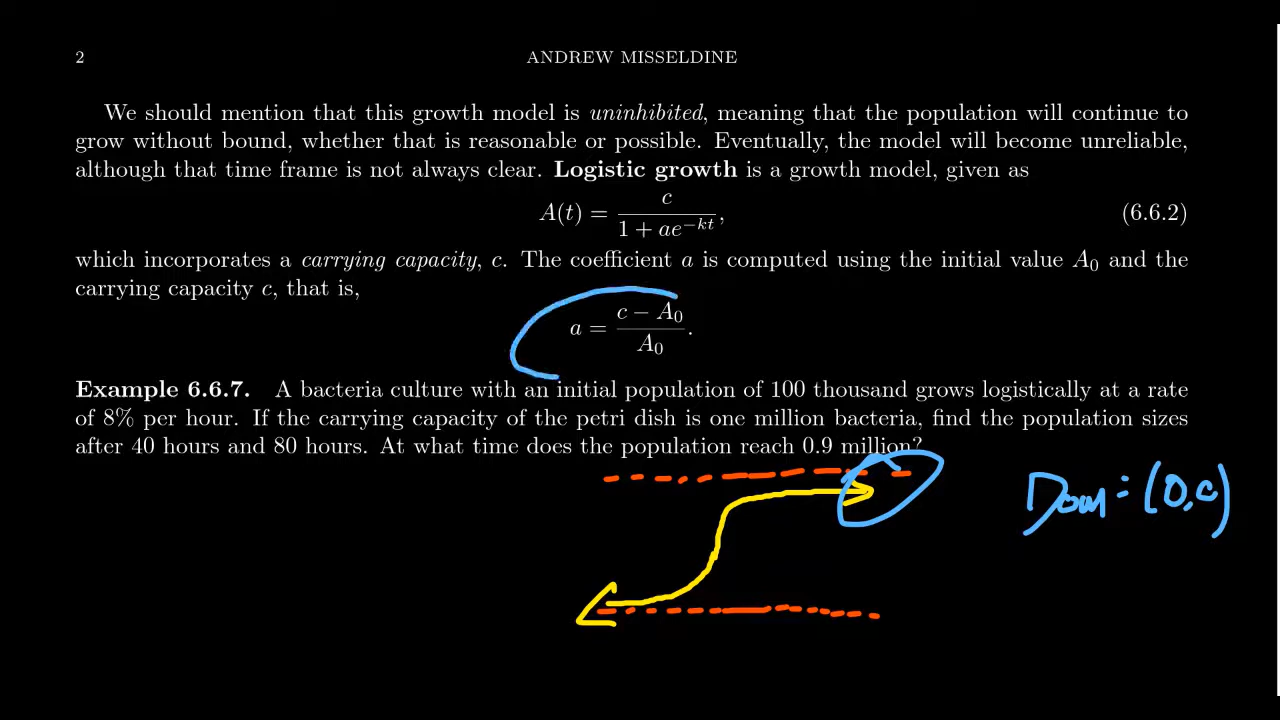 2
ANDREW MISSELDINE
We should mention that this growth model is uninhibited, meaning that the population will continue to
grow without bound, whether that is reasonable or possible. Eventually, the model will become unreliable,
although that time frame is not always clear. Logistic growth is a growth model, given as
A(t) = c / (1 + ae^{-kt}), (6.6.2)
which incorporates a carrying capacity, c. The coefficient a is computed using the initial value A₀ and the
carrying capacity c, that is,
a = (c − A₀) / A₀.
Example 6.6.7. A bacteria culture with an initial population of 100 thousand grows logistically at a rate
of 8% per hour. If the carrying capacity of the petri dish is one million bacteria, find the population sizes
after 40 hours and 80 hours. At what time does the population reach 0.9 million?
Dom: (0,c)